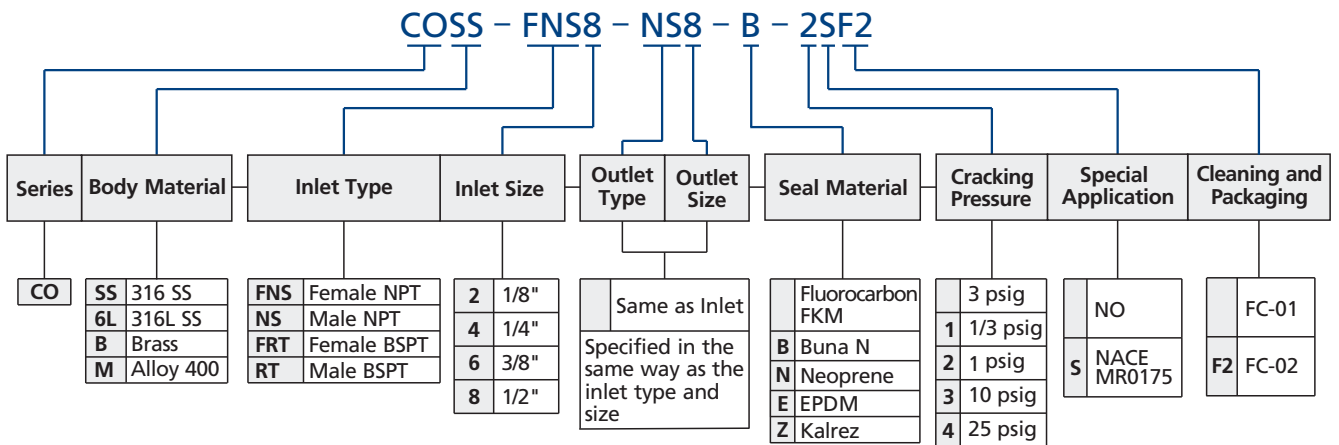 COSS – FNS8 – NS8 – B – 2SF2
Series
Body Material
Inlet Type
Inlet Size
Outlet
Type
Outlet
Size
Seal Material
Cracking
Pressure
Special
Application
Cleaning and
Packaging
CO
SS 316 SS
6L 316L SS
B Brass
M Alloy 400
FNS Female NPT
NS Male NPT
FRT Female BSPT
RT Male BSPT
2 1/8"
4 1/4"
6 3/8"
8 1/2"
Same as Inlet
Specified in the
same way as the
inlet type and
size
Fluorocarbon
FKM
B Buna N
N Neoprene
E EPDM
Z Kalrez
3 psig
1 1/3 psig
2 1 psig
3 10 psig
4 25 psig
NO
S NACE
MR0175
FC-01
F2 FC-02